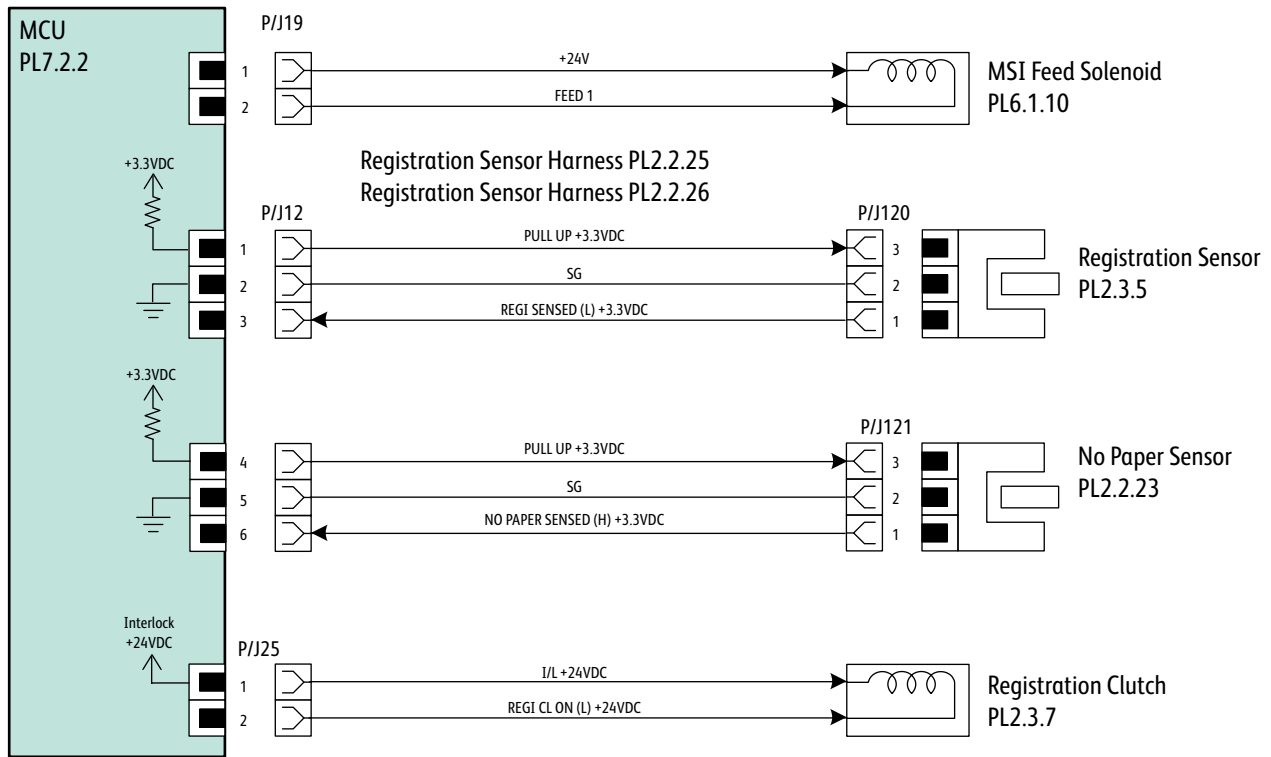 MCU
PL7.2.2
P/J19
1
+24V
2
FEED 1
MSI Feed Solenoid
PL6.1.10
Registration Sensor Harness PL2.2.25
Registration Sensor Harness PL2.2.26
+3.3VDC
P/J12
P/J120
1
PULL UP +3.3VDC
3
2
SG
2
3
REGI SENSED (L) +3.3VDC
1
Registration Sensor
PL2.3.5
+3.3VDC
P/J121
4
PULL UP +3.3VDC
3
5
SG
2
6
NO PAPER SENSED (H) +3.3VDC
1
No Paper Sensor
PL2.2.23
Interlock
+24VDC
P/J25
1
I/L +24VDC
2
REGI CL ON (L) +24VDC
Registration Clutch
PL2.3.7